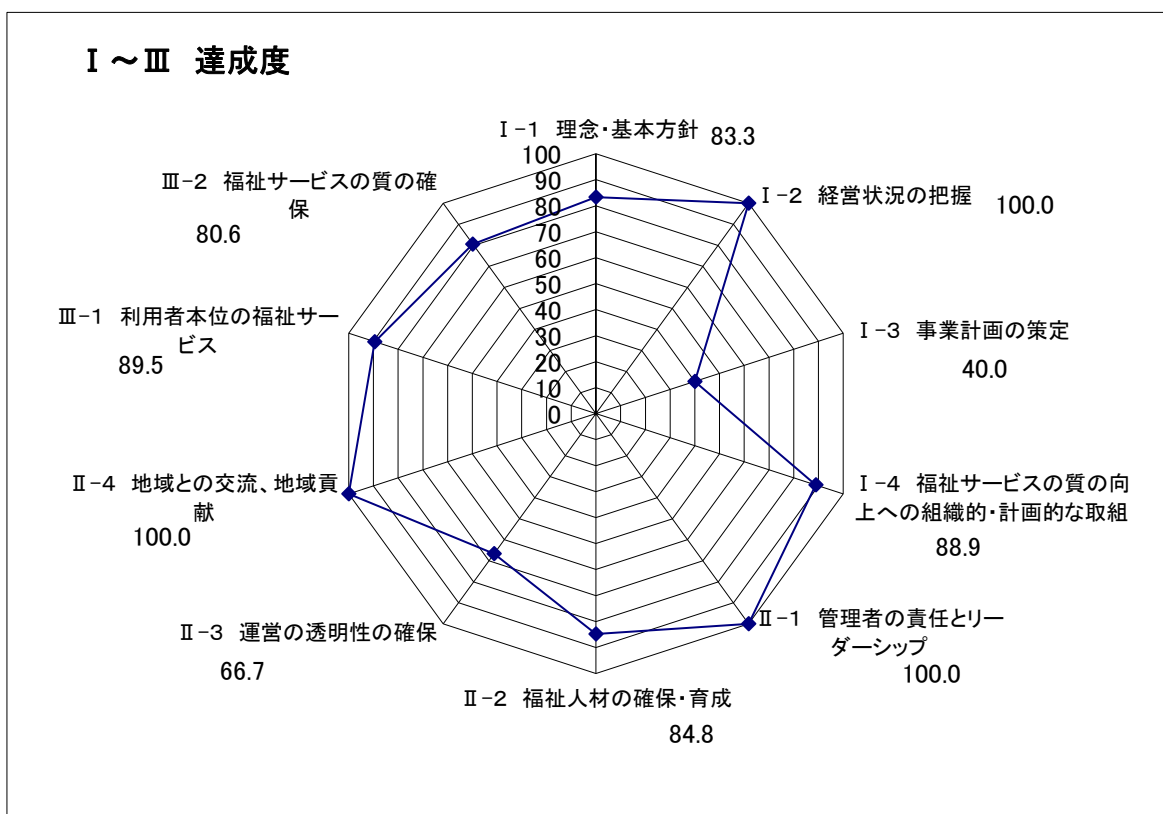 Ⅰ～Ⅲ 達成度
Ⅰ-1 理念・基本方針
83.3
Ⅰ-2 経営状況の把握
100.0
Ⅰ-3 事業計画の策定
40.0
Ⅰ-4 福祉サービスの質の向
上への組織的・計画的な取組
88.9
Ⅱ-1 管理者の責任とリー
ダーシップ
100.0
Ⅱ-2 福祉人材の確保・育成
84.8
Ⅱ-3 運営の透明性の確保
66.7
Ⅱ-4 地域との交流、地域貢
献
100.0
Ⅲ-1 利用者本位の福祉サー
ビス
89.5
Ⅲ-2 福祉サービスの質の確
保
80.6
100
90
80
70
60
50
40
30
20
10
0